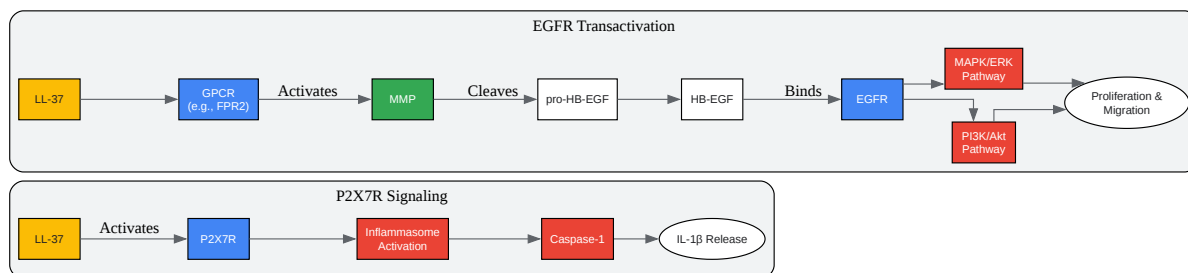 EGFR Transactivation
LL-37
GPCR
(e.g., FPR2)
Activates
MMP
Cleaves
pro-HB-EGF
HB-EGF
Binds
EGFR
MAPK/ERK
Pathway
PI3K/Akt
Pathway
Proliferation &
Migration
P2X7R Signaling
LL-37
Activates
P2X7R
Inflammasome
Activation
Caspase-1
IL-1β Release